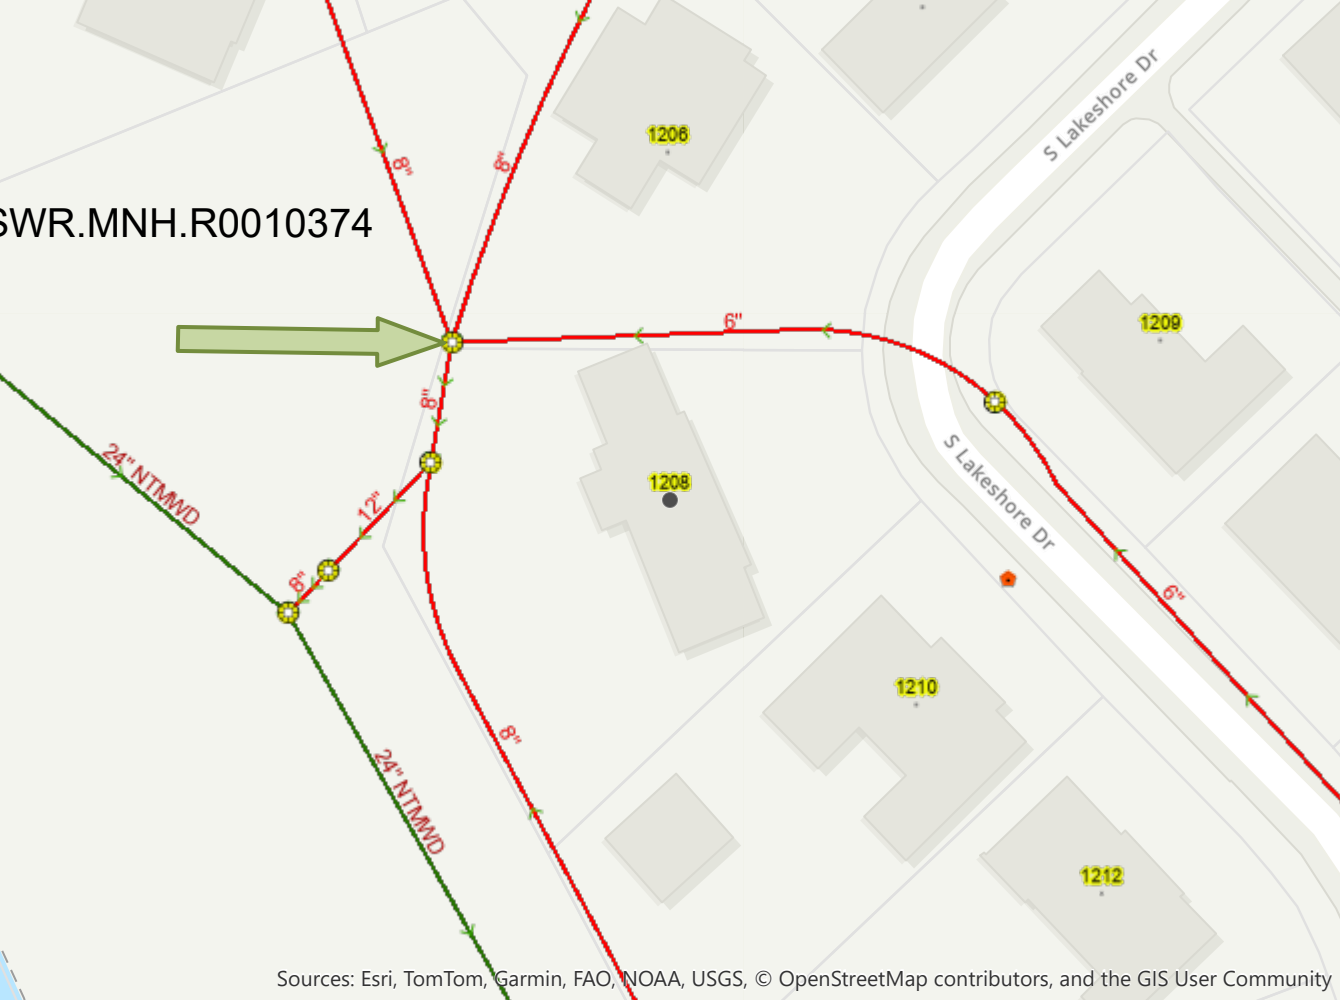 1206
S Lakeshore Dr
8"
8"
SWR.MNH.R0010374
6"
1209
8"
24" NTMWD
S Lakeshore Dr
1208
12"
8"
6"
1210
8"
24" NTMWD
1212
Sources: Esri, TomTom, Garmin, FAO, NOAA, USGS, © OpenStreetMap contributors, and the GIS User Community